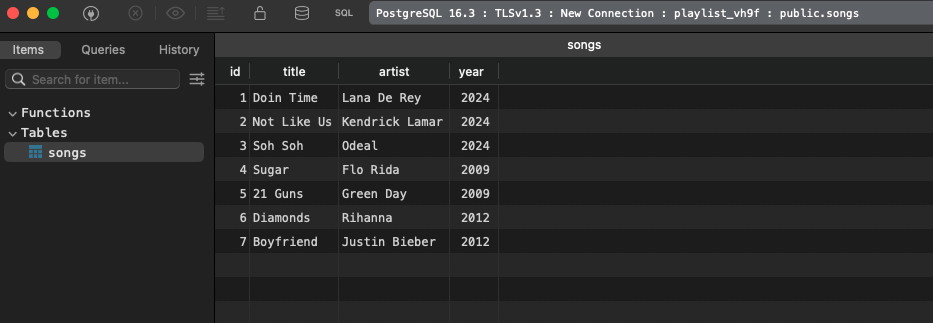 SQL
PostgreSQL 16.3 : TLSv1.3 : New Connection : playlist_vh9f : public.songs
Items Queries History
songs
Search for item...
id title artist year
Functions
Tables
songs
1 Doin Time Lana De Rey 2024
2 Not Like Us Kendrick Lamar 2024
3 Soh Soh Odeal 2024
4 Sugar Flo Rida 2009
5 21 Guns Green Day 2009
6 Diamonds Rihanna 2012
7 Boyfriend Justin Bieber 2012